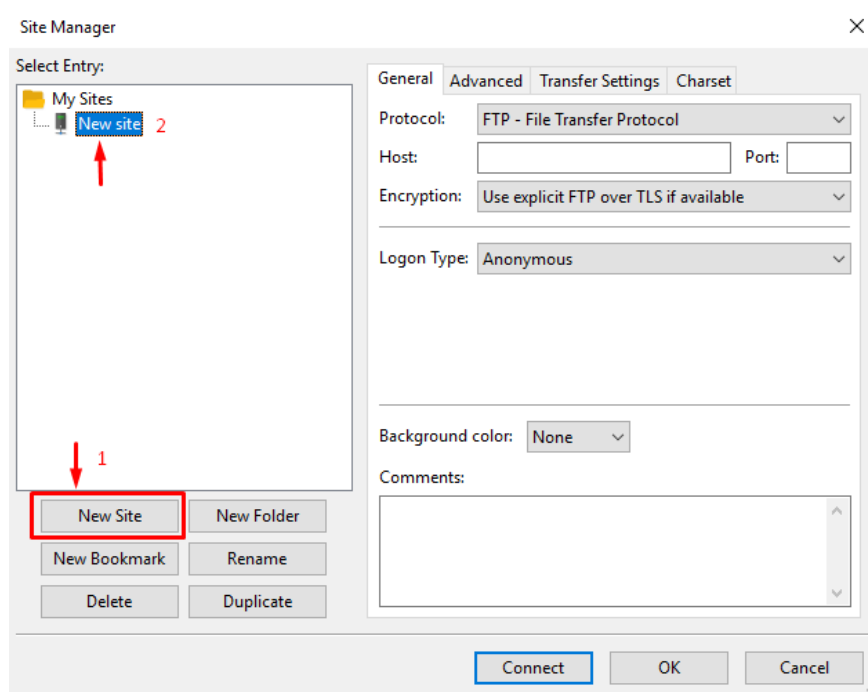 Site Manager
Select Entry:
My Sites
New site 2
1
New Site New Folder
New Bookmark Rename
Delete Duplicate
General Advanced Transfer Settings Charset
Protocol: FTP - File Transfer Protocol
Host: Port:
Encryption: Use explicit FTP over TLS if available
Logon Type: Anonymous
Background color: None
Comments:
Connect OK Cancel